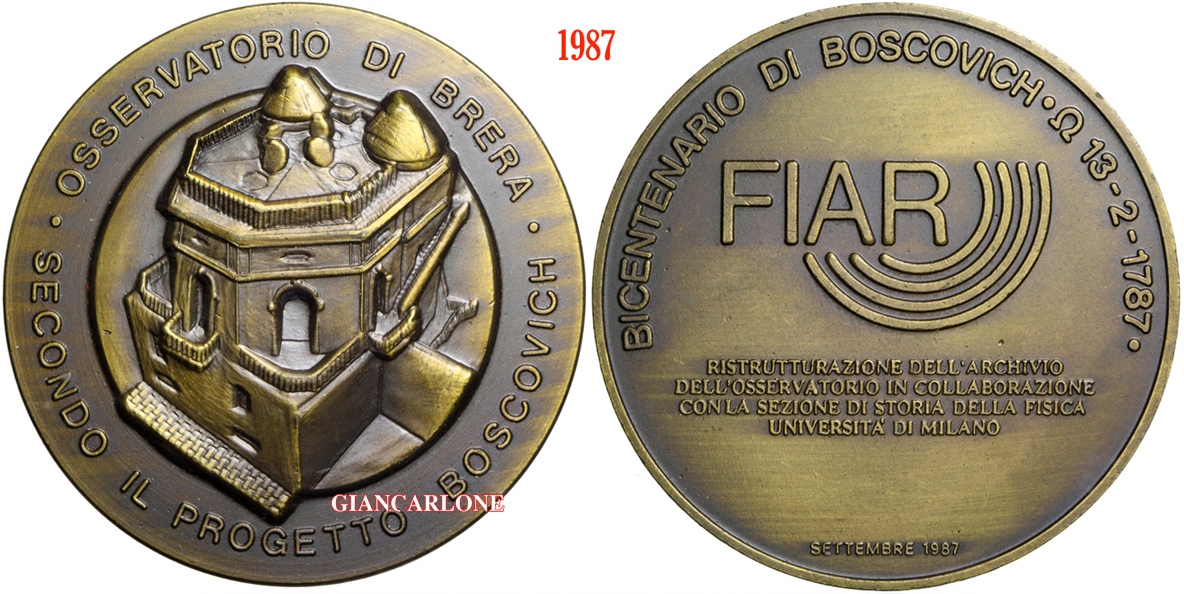 1987
· OSSERVATORIO DI BRERA ·
SECONDO IL PROGETTO BOSCOVICH
GIANCARLONE
BICENTENARIO DI BOSCOVICH · Ω 13-2-1787 ·
FIAR
RISTRUTTURAZIONE DELL'ARCHIVIO
DELL'OSSERVATORIO IN COLLABORAZIONE
CON LA SEZIONE DI STORIA DELLA FISICA
UNIVERSITA' DI MILANO
SETTEMBRE 1987